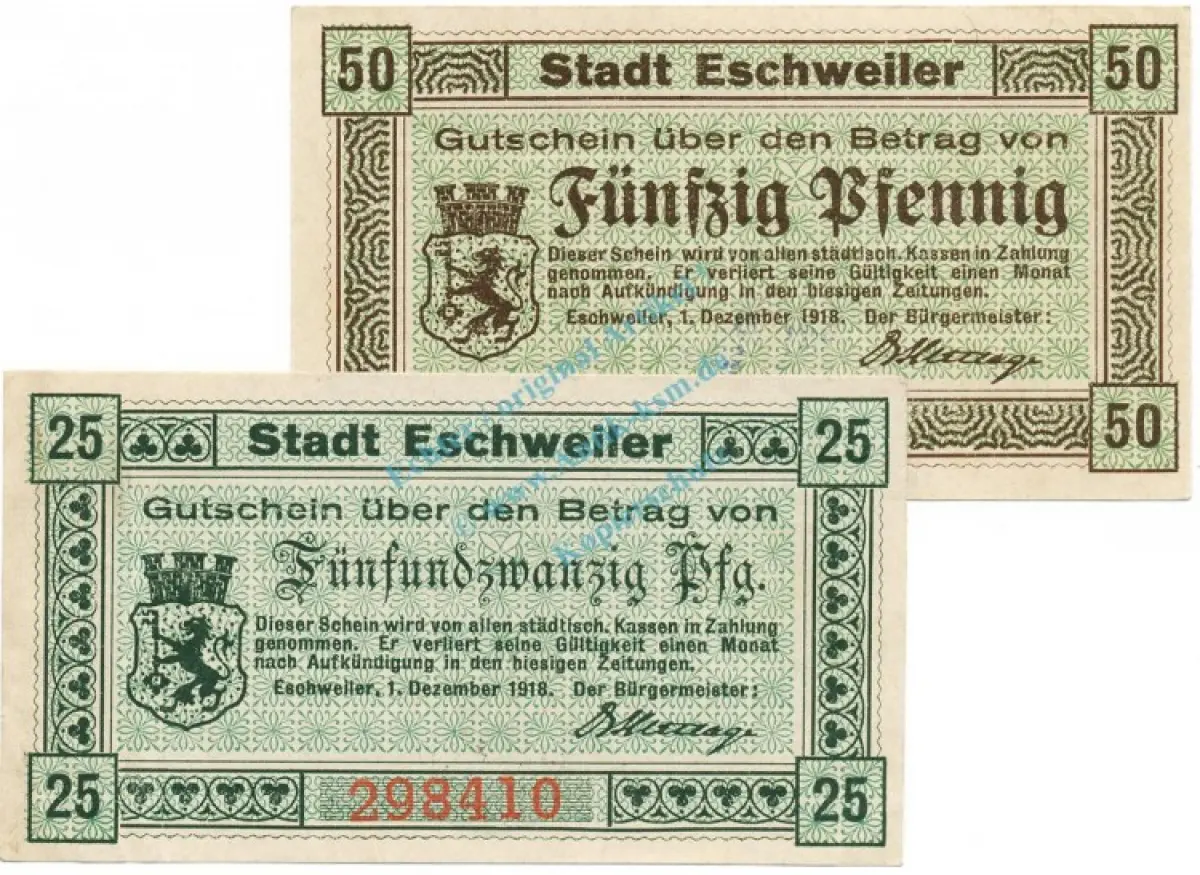 50
Stadt Eschweiler
50
Gutschein über den Betrag von
Fünfzig Pfennig
Dieser Schein wird von allen städtisch. Kassen in Zahlung
genommen. Er verliert seine Gültigkeit einen Monat
nach Aufkündigung in den hiesigen Zeitungen.
Eschweiler, 1. Dezember 1918. Der Bürgermeister:
50
25
Stadt Eschweiler
25
Gutschein über den Betrag von
Fünfundzwanzig Pfg.
Dieser Schein wird von allen städtisch. Kassen in Zahlung
genommen. Er verliert seine Gültigkeit einen Monat
nach Aufkündigung in den hiesigen Zeitungen.
Eschweiler, 1. Dezember 1918. Der Bürgermeister:
25
298410
25
original Artikel